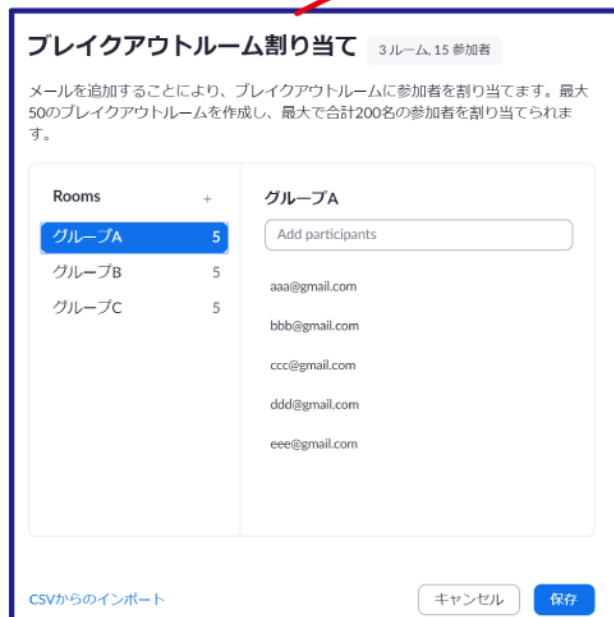 ブレイクアウトルーム割り当て 3ルーム, 15 参加者
メールを追加することにより、ブレイクアウトルームに参加者を割り当てます。最大
50のブレイクアウトルームを作成し、最大で合計200名の参加者を割り当てられま
す。
Rooms +
グループA 5
グループB 5
グループC 5
グループA
Add participants
aaa@gmail.com
bbb@gmail.com
ccc@gmail.com
ddd@gmail.com
eee@gmail.com
CSVからのインポート
キャンセル
保存